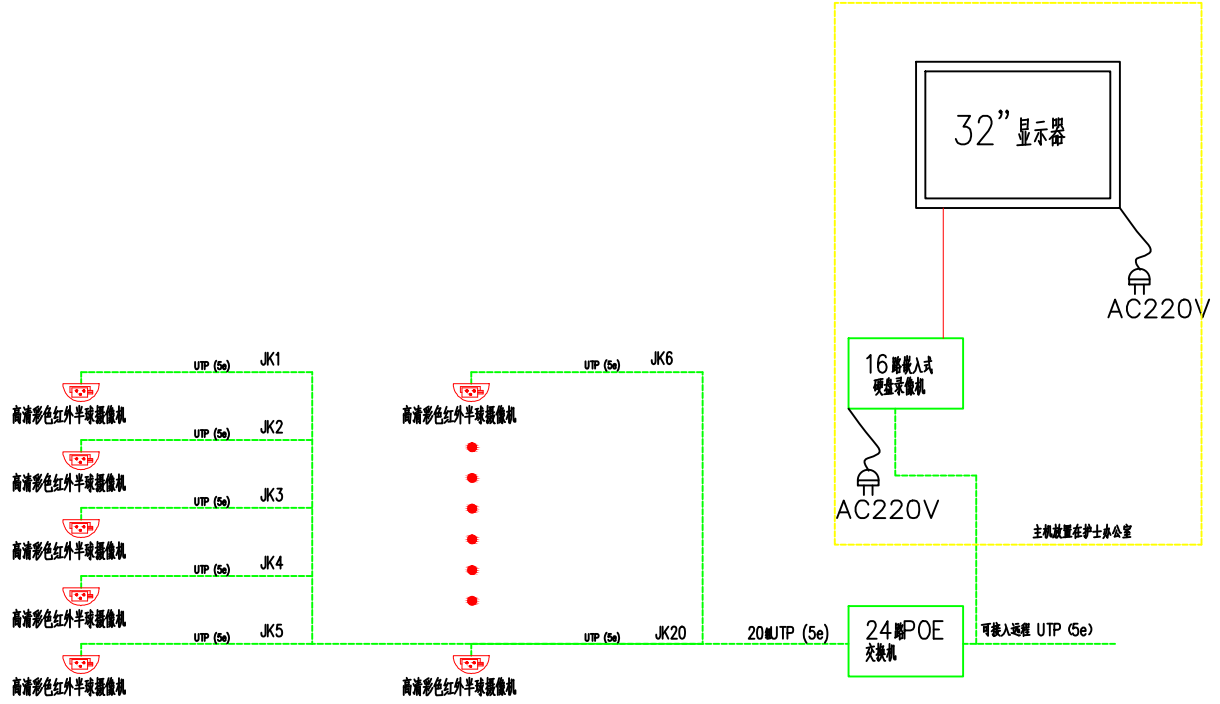 32”显示器
AC220V
16路嵌入式
硬盘录像机
AC220V
主机放置在护士办公室
UTP (5e) JK1
高清彩色红外半球摄像机
UTP (5e) JK2
高清彩色红外半球摄像机
UTP (5e) JK3
高清彩色红外半球摄像机
UTP (5e) JK4
高清彩色红外半球摄像机
UTP (5e) JK5
高清彩色红外半球摄像机
UTP (5e) JK6
高清彩色红外半球摄像机
UTP (5e) JK20
高清彩色红外半球摄像机
20根UTP (5e)
24路POE
交换机
可接入远程 UTP (5e)